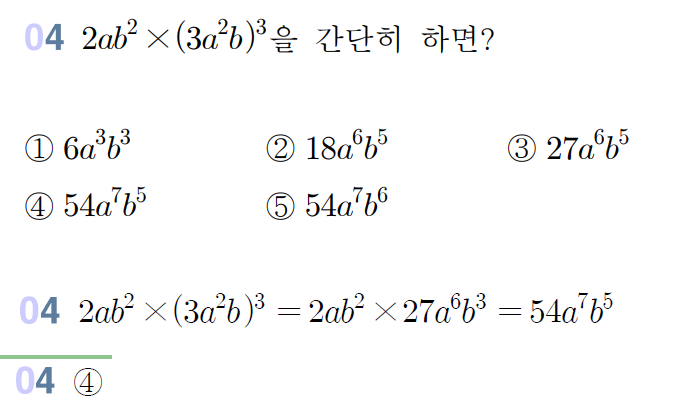 04 2ab² × (3a²b)³을 간단히 하면?
① 6a³b³ ② 18a⁶b⁵ ③ 27a⁶b⁵
④ 54a⁷b⁵ ⑤ 54a⁷b⁶
04 2ab² × (3a²b)³ = 2ab² × 27a⁶b³ = 54a⁷b⁵
04 ④